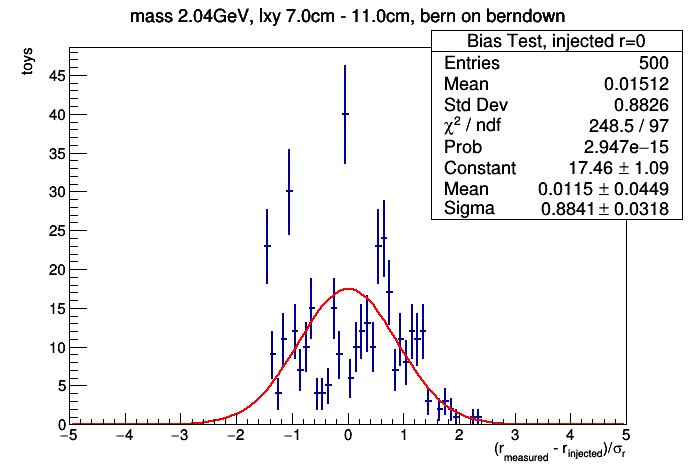 mass 2.04GeV, lxy 7.0cm - 11.0cm, bern on berndown
Bias Test, injected r=0
Entries 500
Mean 0.01512
Std Dev 0.8826
χ² / ndf 248.5 / 97
Prob 2.947e−15
Constant 17.46 ± 1.09
Mean 0.0115 ± 0.0449
Sigma 0.8841 ± 0.0318
toys
45
40
35
30
25
20
15
10
5
0
−5 −4 −3 −2 −1 0 1 2 3 4 5
(r_measured - r_injected)/σ_r